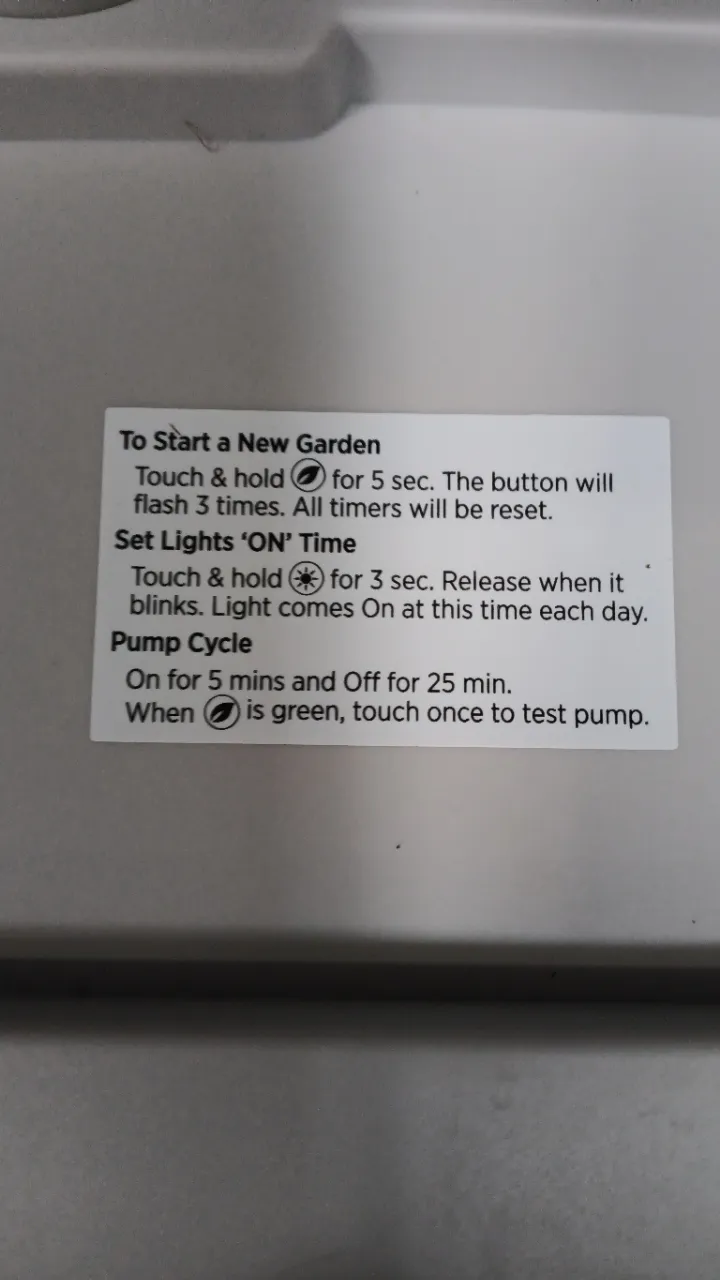 To Start a New Garden
Touch & hold for 5 sec. The button will
flash 3 times. All timers will be reset.
Set Lights ‘ON’ Time
Touch & hold for 3 sec. Release when it
blinks. Light comes On at this time each day.
Pump Cycle
On for 5 mins and Off for 25 min.
When is green, touch once to test pump.